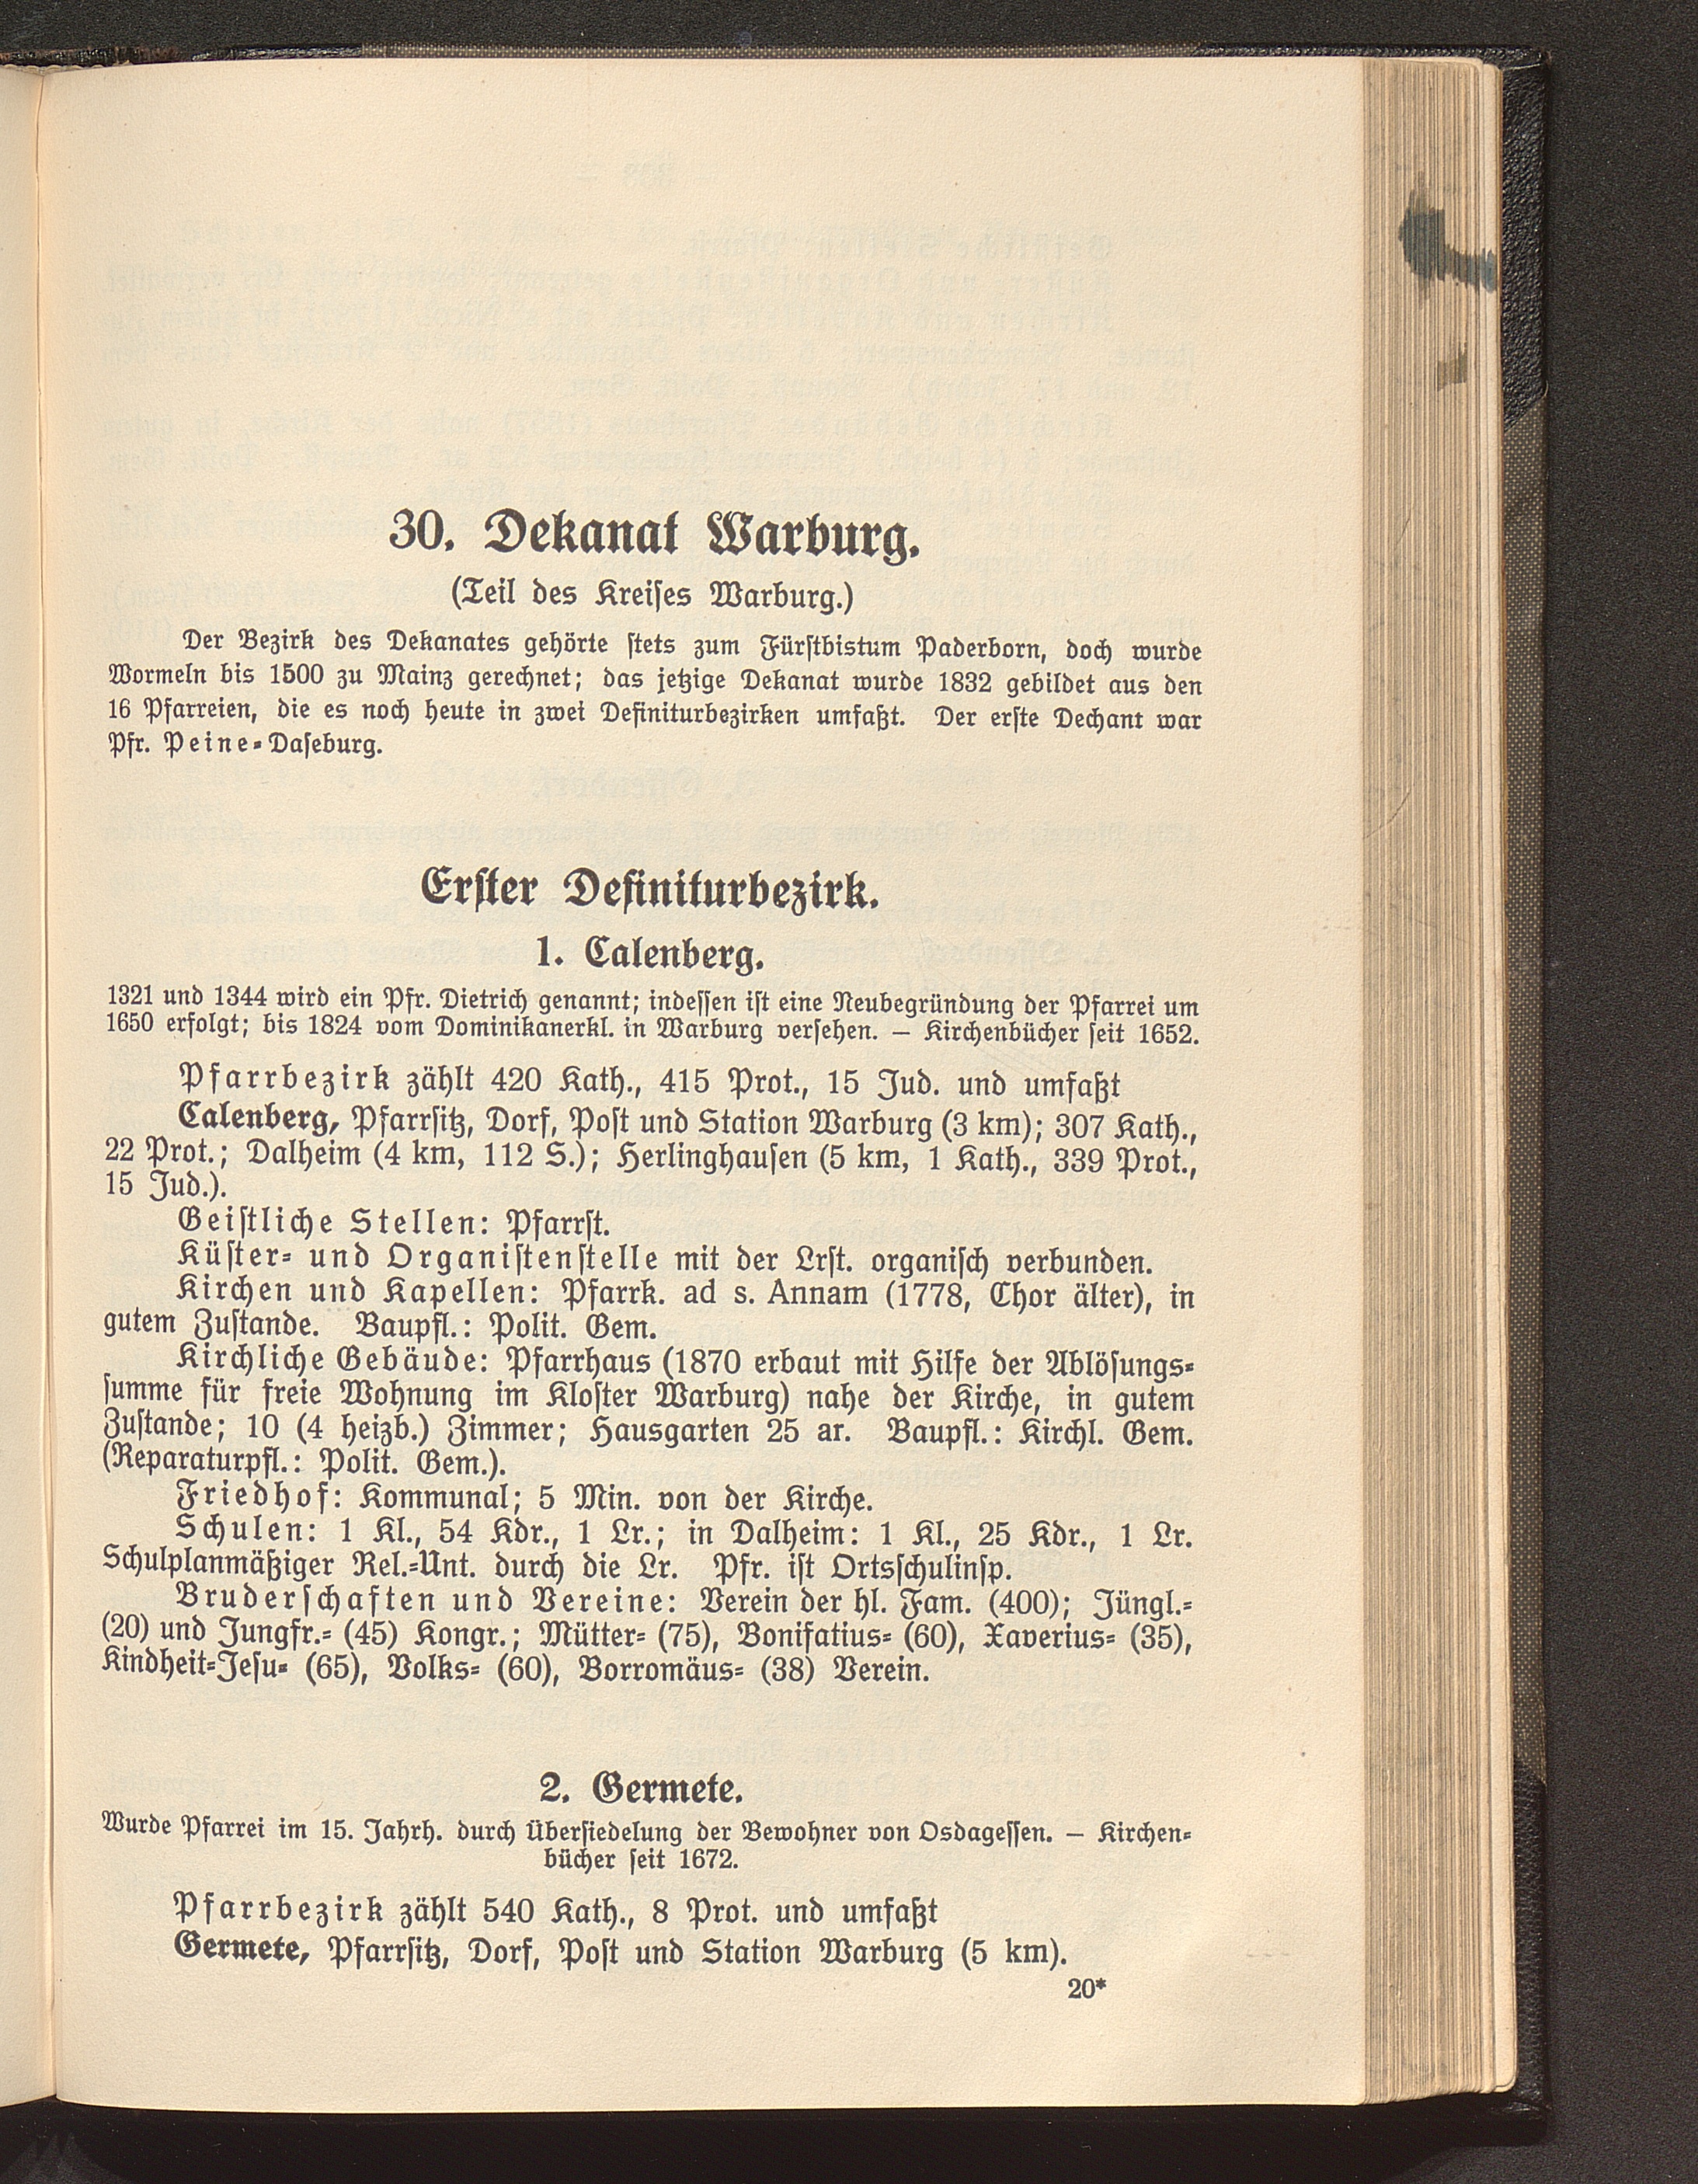 30. Dekanat Warburg.
(Teil des Kreises Warburg.)
Der Bezirk des Dekanates gehörte stets zum Fürstbistum Paderborn, doch wurde
Wormeln bis 1500 zu Mainz gerechnet; das jetzige Dekanat wurde 1832 gebildet aus den
16 Pfarreien, die es noch heute in zwei Definiturbezirken umfaßt. Der erste Dechant war
Pfr. Peine-Daseburg.
Erster Definiturbezirk.
1. Calenberg.
1321 und 1344 wird ein Pfr. Dietrich genannt; indessen ist eine Neubegründung der Pfarrei um
1650 erfolgt; bis 1824 vom Dominikanerkl. in Warburg versehen. — Kirchenbücher seit 1652.
Pfarrbezirk zählt 420 Kath., 415 Prot., 15 Jud. und umfaßt
Calenberg, Pfarrsitz, Dorf, Post und Station Warburg (3 km); 307 Kath.,
22 Prot.; Dalheim (4 km, 112 S.); Herlinghausen (5 km, 1 Kath., 339 Prot.,
15 Jud.).
Geistliche Stellen: Pfarrst.
Küster- und Organistenstelle mit der Lrst. organisch verbunden.
Kirchen und Kapellen: Pfarrk. ad s. Annam (1778, Chor älter), in
gutem Zustande. Baupfl.: Polit. Gem.
Kirchliche Gebäude: Pfarrhaus (1870 erbaut mit Hilfe der Ablösungs-
summe für freie Wohnung im Kloster Warburg) nahe der Kirche, in gutem
Zustande; 10 (4 heizb.) Zimmer; Hausgarten 25 ar. Baupfl.: Kirchl. Gem.
(Reparaturpfl.: Polit. Gem.).
Friedhof: Kommunal; 5 Min. von der Kirche.
Schulen: 1 Kl., 54 Kdr., 1 Lr.; in Dalheim: 1 Kl., 25 Kdr., 1 Lr.
Schulplanmäßiger Rel.-Unt. durch die Lr. Pfr. ist Ortsschulinsp.
Bruderschaften und Vereine: Verein der hl. Fam. (400); Jüngl.-
(20) und Jungfr.- (45) Kongr.; Mütter- (75), Bonifatius- (60), Xaverius- (35),
Kindheit-Jesu- (65), Volks- (60), Borromäus- (38) Verein.
2. Germete.
Wurde Pfarrei im 15. Jahrh. durch Übersiedelung der Bewohner von Osdagessen. — Kirchen-
bücher seit 1672.
Pfarrbezirk zählt 540 Kath., 8 Prot. und umfaßt
Germete, Pfarrsitz, Dorf, Post und Station Warburg (5 km).
20*